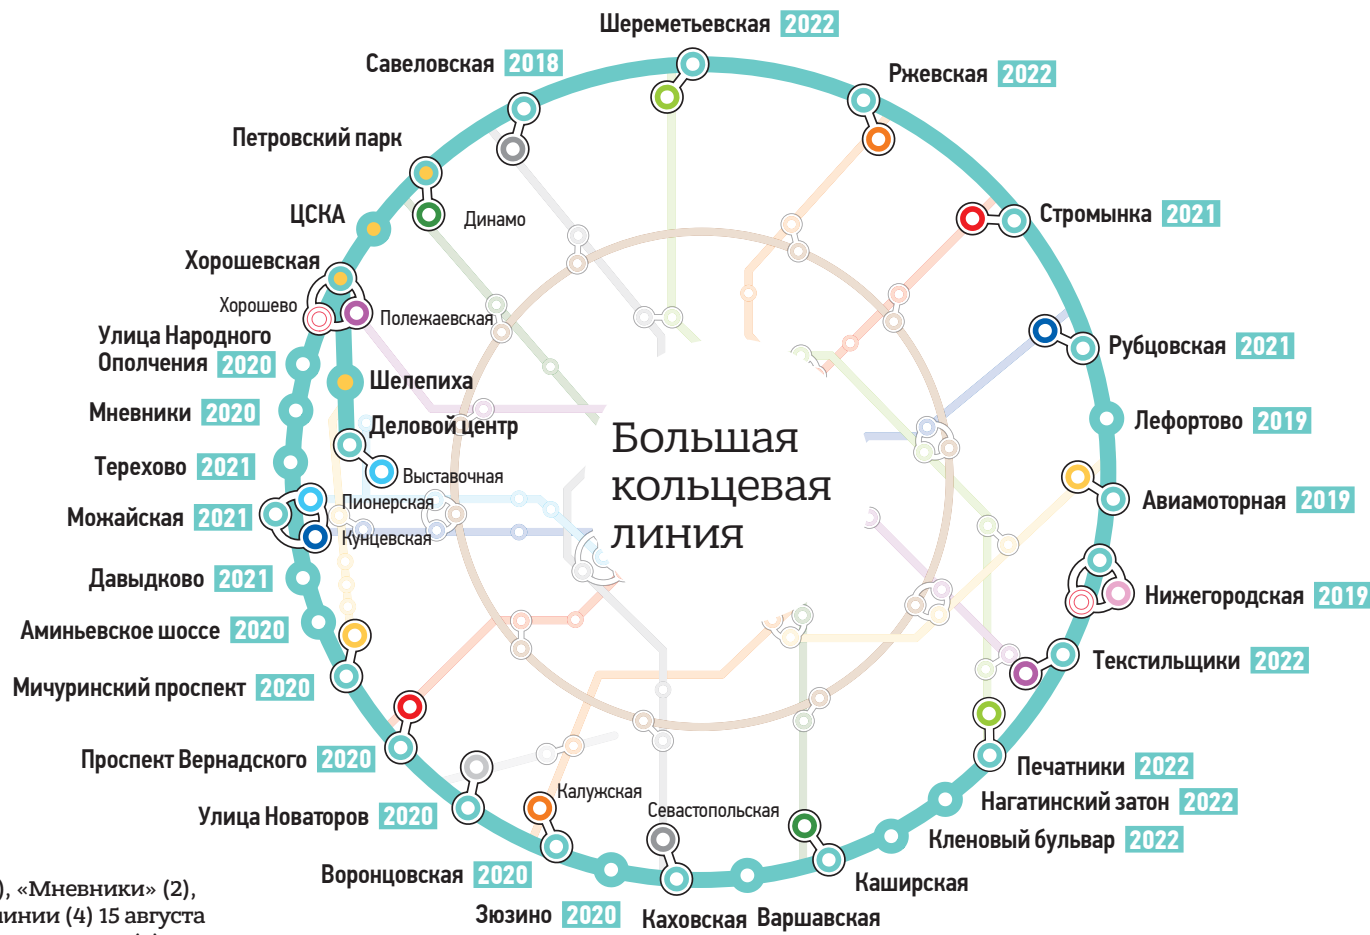 Шереметьевская 2022
Савеловская 2018
Ржевская 2022
Петровский парк
ЦСКА
Динамо
Стромынка 2021
Хорошевская
Хорошево
Полежаевская
Улица Народного
Ополчения 2020
Рубцовская 2021
Шелепиха
Мневники 2020
Деловой центр
Лефортово 2019
Большая
кольцевая
линия
Терехово 2021
Выставочная
Пионерская
Авиамоторная 2019
Можайская 2021
Кунцевская
Давыдково 2021
Нижегородская 2019
Аминьевское шоссе 2020
Текстильщики 2022
Мичуринский проспект 2020
Проспект Вернадского 2020
Печатники 2022
Калужская
Севастопольская
Нагатинский затон 2022
Улица Новаторов 2020
Кленовый бульвар 2022
Воронцовская 2020
Каширская
Зюзино 2020
Каховская
Варшавская
), «Мневники» (2),
линии (4) 15 августа